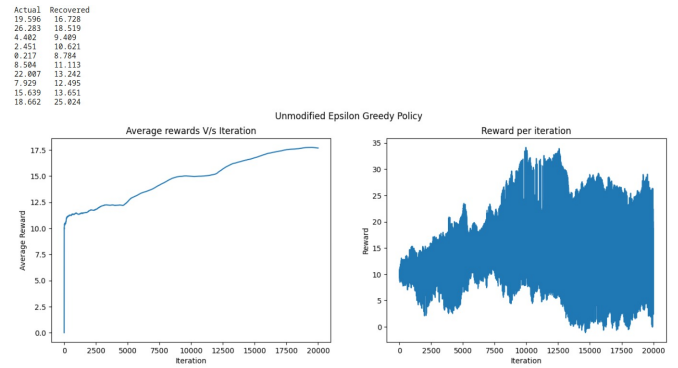 Actual Recovered
19.596 16.728
26.283 18.519
4.402 9.409
2.451 10.621
0.217 8.784
8.504 11.113
22.007 13.242
7.929 12.495
15.639 13.651
18.662 25.024
Unmodified Epsilon Greedy Policy
Average rewards V/s Iteration
Average Reward
17.5
15.0
12.5
10.0
7.5
5.0
2.5
0.0
0 2500 5000 7500 10000 12500 15000 17500 20000
Iteration
Reward per iteration
Reward
35
30
25
20
15
10
5
0
0 2500 5000 7500 10000 12500 15000 17500 20000
Iteration